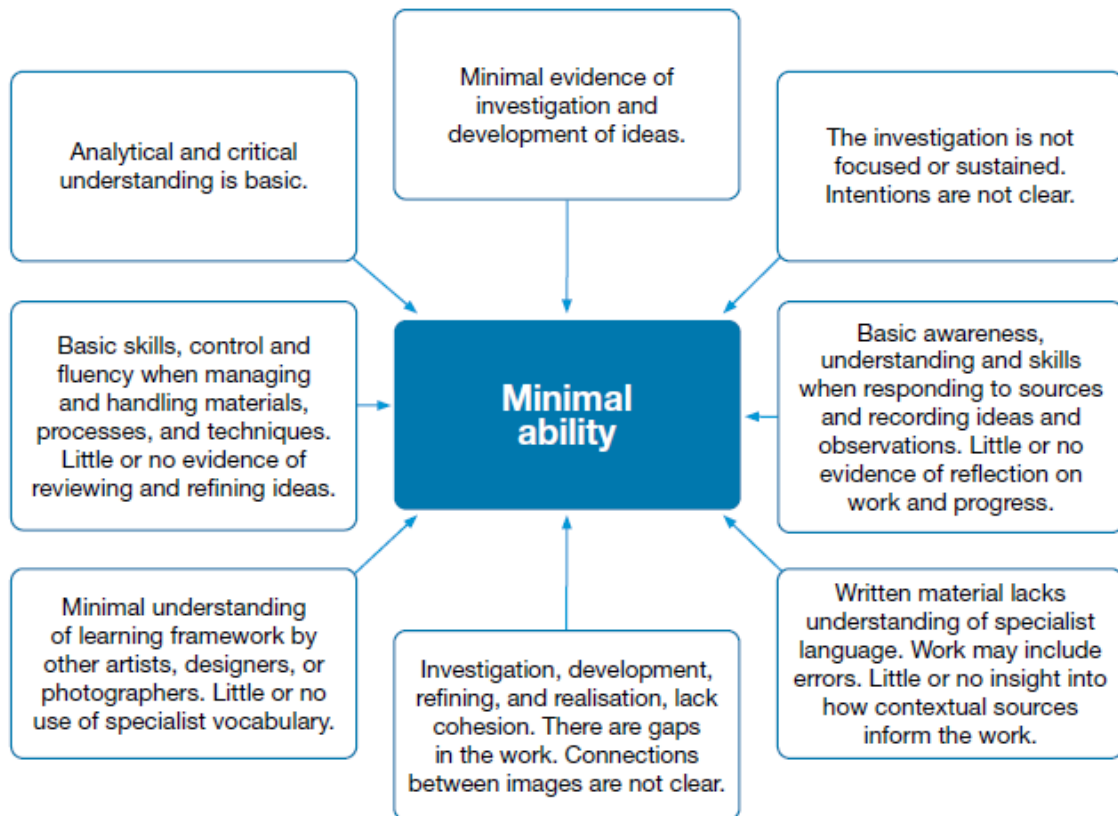 Minimal evidence of
investigation and
development of ideas.
Analytical and critical
understanding is basic.
The investigation is not
focused or sustained.
Intentions are not clear.
Basic skills, control and
fluency when managing
and handling materials,
processes, and techniques.
Little or no evidence of
reviewing and refining ideas.
Minimal
ability
Basic awareness,
understanding and skills
when responding to sources
and recording ideas and
observations. Little or no
evidence of reflection on
work and progress.
Minimal understanding
of learning framework by
other artists, designers, or
photographers. Little or no
use of specialist vocabulary.
Investigation, development,
refining, and realisation, lack
cohesion. There are gaps
in the work. Connections
between images are not clear.
Written material lacks
understanding of specialist
language. Work may include
errors. Little or no insight into
how contextual sources
inform the work.